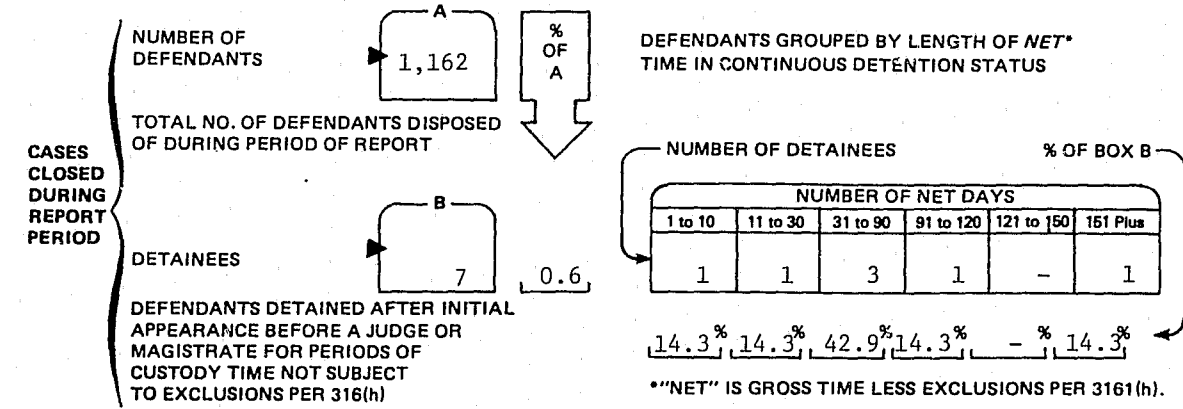 CASES
CLOSED
DURING
REPORT
PERIOD
NUMBER OF
DEFENDANTS
A
1,162
%
OF
A
TOTAL NO. OF DEFENDANTS DISPOSED
OF DURING PERIOD OF REPORT
B
DETAINEES
7
0.6
DEFENDANTS DETAINED AFTER INITIAL
APPEARANCE BEFORE A JUDGE OR
MAGISTRATE FOR PERIODS OF
CUSTODY TIME NOT SUBJECT
TO EXCLUSIONS PER 316(h)
DEFENDANTS GROUPED BY LENGTH OF NET*
TIME IN CONTINUOUS DETENTION STATUS
NUMBER OF DETAINEES % OF BOX B
NUMBER OF NET DAYS
1 to 10 11 to 30 31 to 90 91 to 120 121 to 150 151 Plus
1 1 3 1 – 1
14.3% 14.3% 42.9% 14.3% – % 14.3%
*"NET" IS GROSS TIME LESS EXCLUSIONS PER 3161(h).